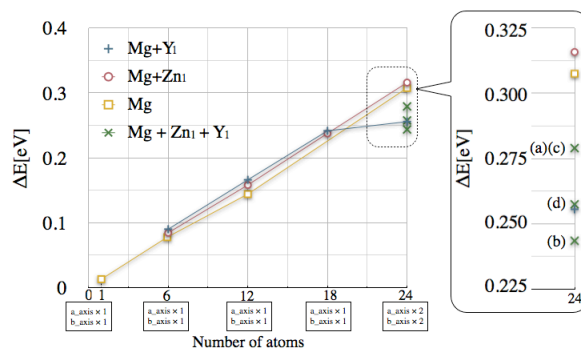 ΔE[eV]
0.4
0.3
0.2
0.1
0
Mg+Y1
Mg+Zn1
Mg
Mg + Zn1 + Y1
0 1 6 12 18 24
a_axis × 1 a_axis × 1 a_axis × 1 a_axis × 1 a_axis × 2
b_axis × 1 b_axis × 1 b_axis × 1 b_axis × 1 b_axis × 2
Number of atoms
ΔE[eV]
0.325
0.300
0.275
0.250
0.225
(a)(c)
(d)
(b)
24